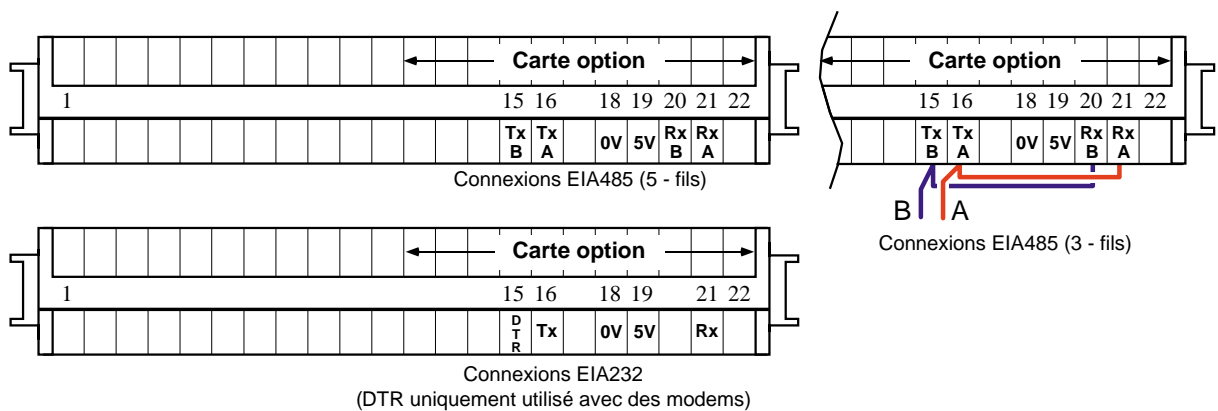 Carte option
1 15 16 18 19 20 21 22
Tx B Tx A 0V 5V Rx B Rx A
Connexions EIA485 (5 - fils)
Carte option
15 16 18 19 20 21 22
Tx B Tx A 0V 5V Rx B Rx A
B A
Connexions EIA485 (3 - fils)
Carte option
1 15 16 18 19 21 22
DTR Tx 0V 5V Rx
Connexions EIA232
(DTR uniquement utilisé avec des modems)